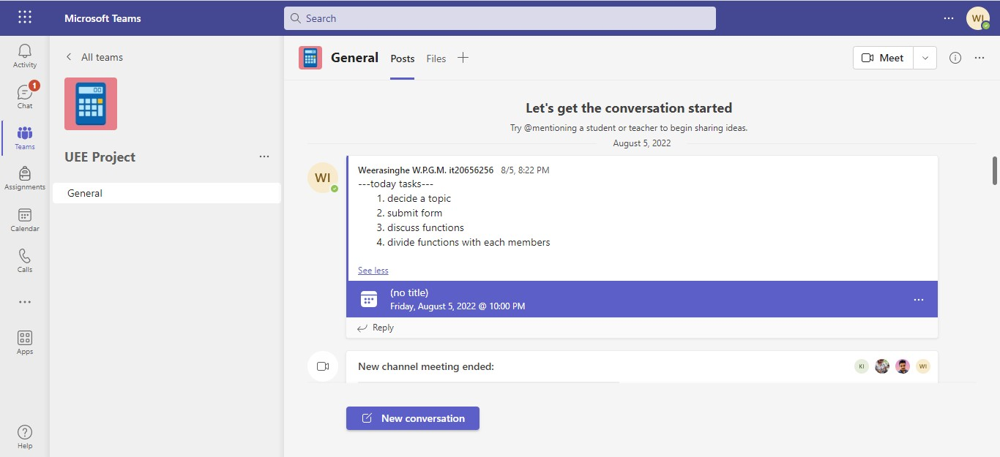 Microsoft Teams
Search
WI
Activity
1
Chat
Teams
Assignments
Calendar
Calls
Apps
Help
All teams
UEE Project
General
General
Posts
Files
Meet
Let's get the conversation started
Try @mentioning a student or teacher to begin sharing ideas.
August 5, 2022
WI
Weerasinghe W.P.G.M. it20656256 8/5, 8:22 PM
---today tasks---
1. decide a topic
2. submit form
3. discuss functions
4. divide functions with each members
See less
(no title)
Friday, August 5, 2022 @ 10:00 PM
Reply
New channel meeting ended:
KI
WI
New conversation